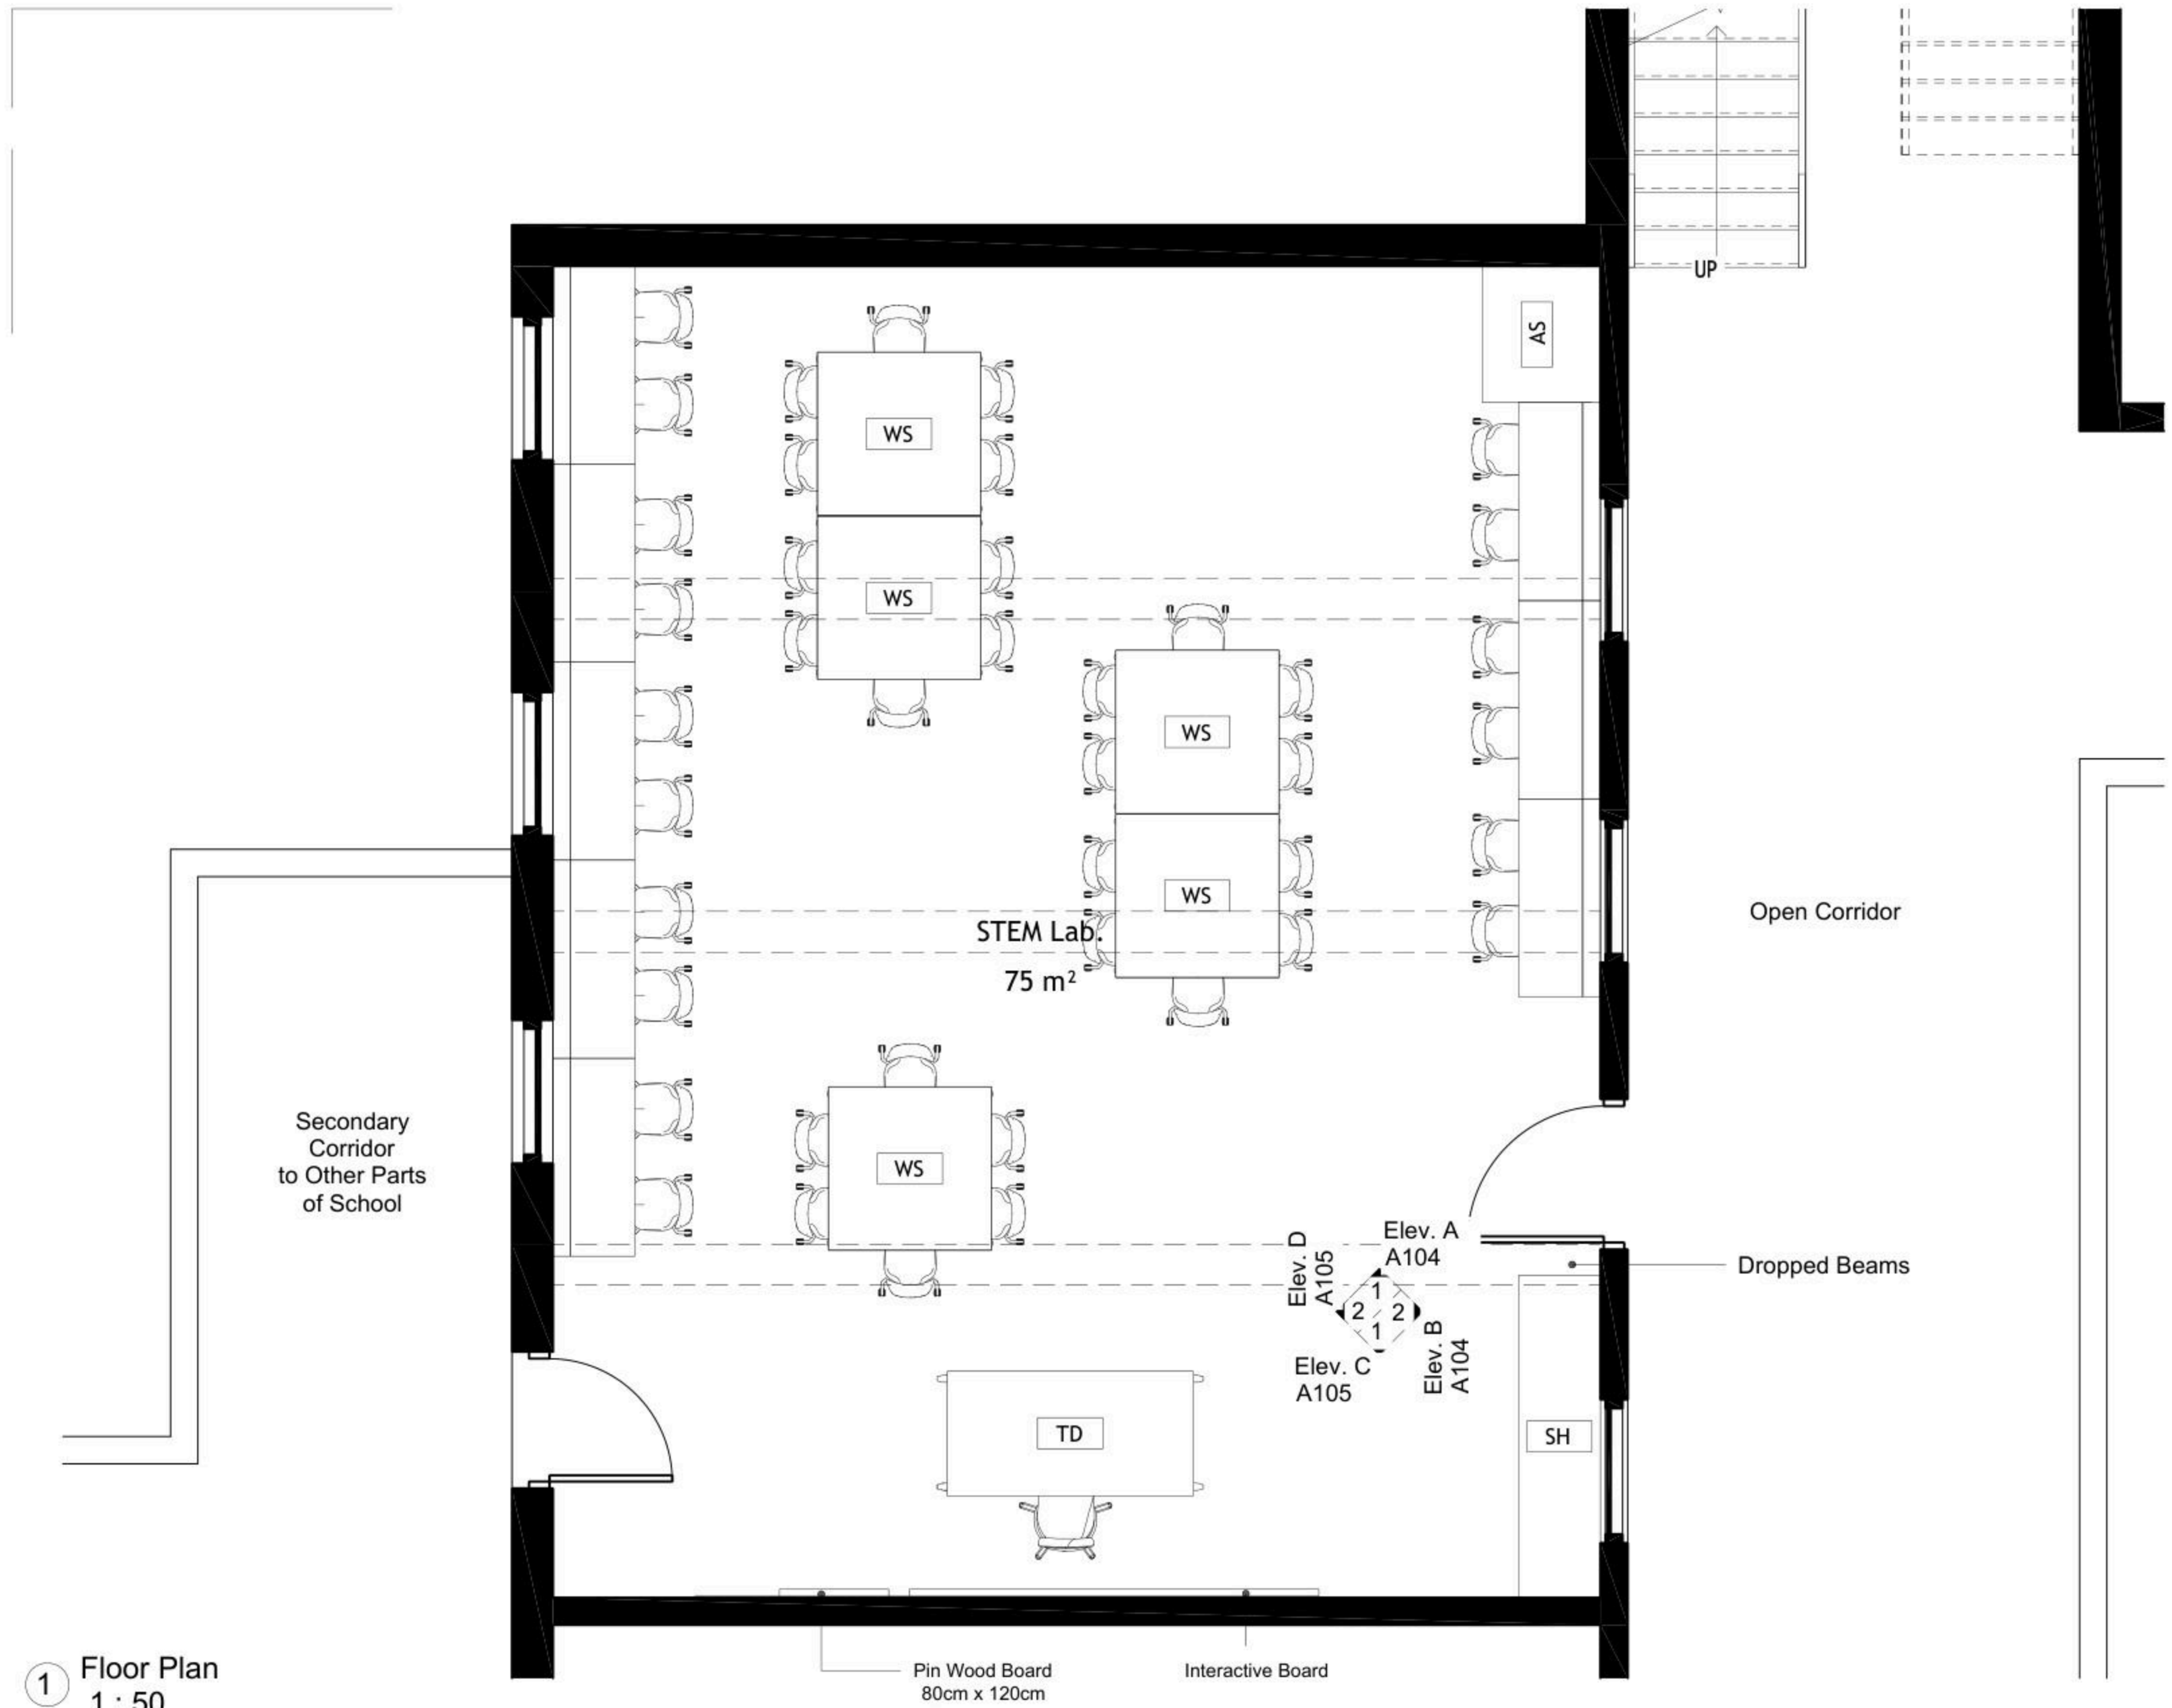 UP
AS
WS
WS
WS
WS
STEM Lab.
75 m²
Open Corridor
Secondary
Corridor
to Other Parts
of School
WS
Elev. A
A104
Elev. D
A105
Dropped Beams
1
2
2
1
Elev. B
A104
Elev. C
A105
TD
SH
Pin Wood Board
80cm x 120cm
Interactive Board
1
Floor Plan
1 : 50